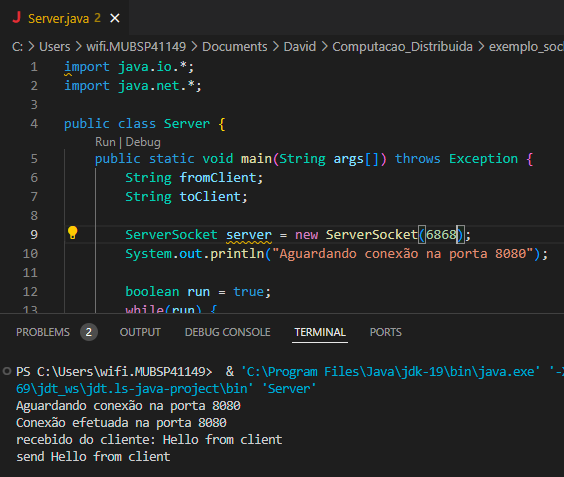 J Server.java 2 ×
C: > Users > wifi.MUBSP41149 > Documents > David > Computacao_Distribuida > exemplo_soc
1 import java.io.*;
2 import java.net.*;
3
4 public class Server {
Run | Debug
5 public static void main(String args[]) throws Exception {
6 String fromClient;
7 String toClient;
8
9 ServerSocket server = new ServerSocket(6868);
10 System.out.println("Aguardando conexão na porta 8080");
11
12 boolean run = true;
13 while(run) {
PROBLEMS 2 OUTPUT DEBUG CONSOLE TERMINAL PORTS
PS C:\Users\wifi.MUBSP41149> & 'C:\Program Files\Java\jdk-19\bin\java.exe' '-X
69\jdt_ws\jdt.ls-java-project\bin' 'Server'
Aguardando conexão na porta 8080
Conexão efetuada na porta 8080
recebido do cliente: Hello from client
send Hello from client